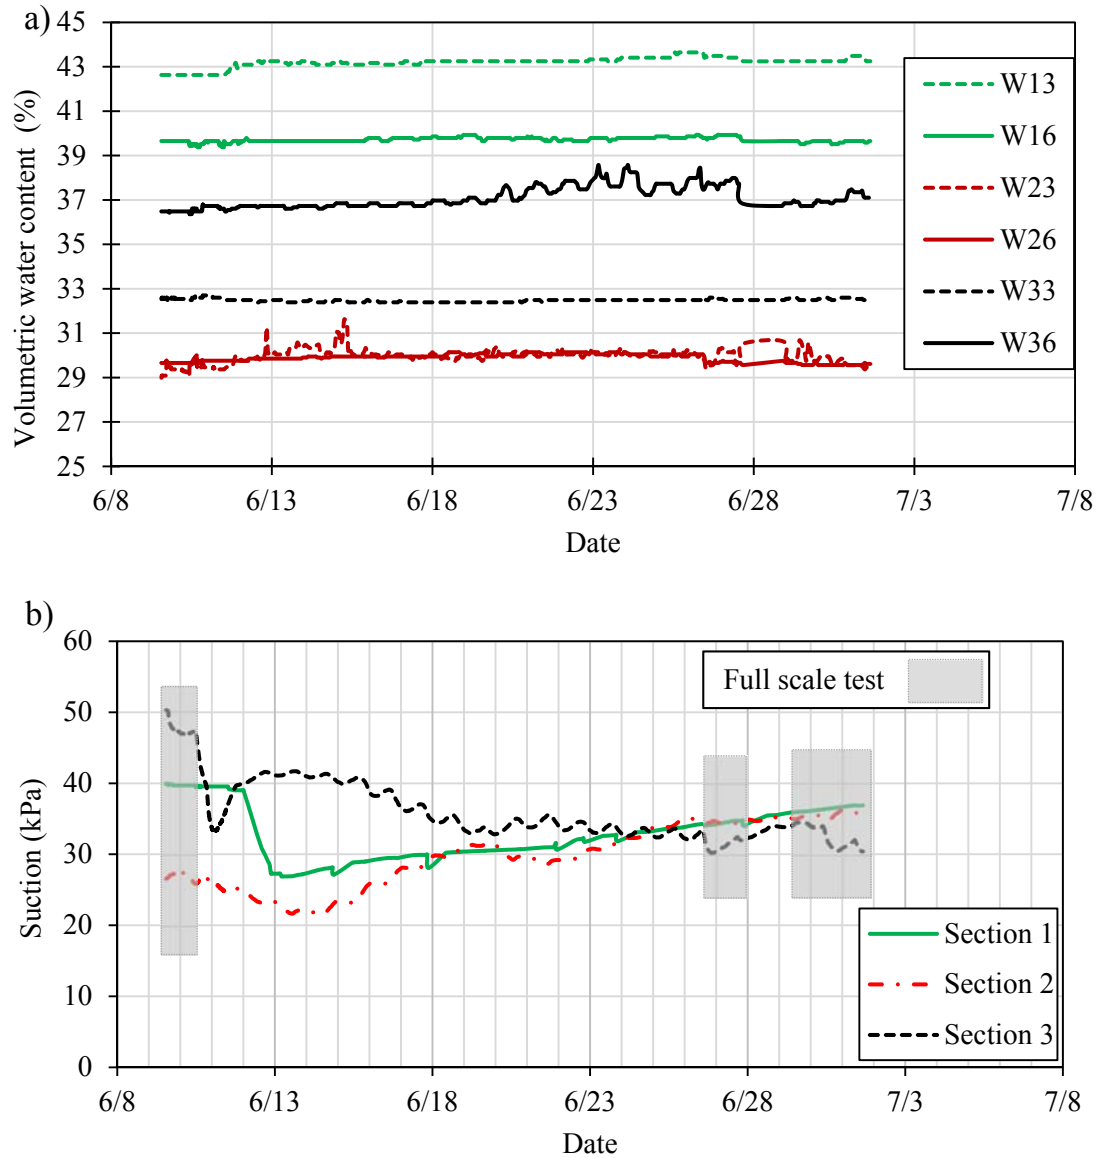 a)
Volumetric water content (%)
45
43
41
39
37
35
33
31
29
27
25
6/8
6/13
6/18
6/23
6/28
7/3
7/8
Date
W13
W16
W23
W26
W33
W36
b)
Suction (kPa)
60
50
40
30
20
10
0
6/8
6/13
6/18
6/23
6/28
7/3
7/8
Date
Full scale test
Section 1
Section 2
Section 3